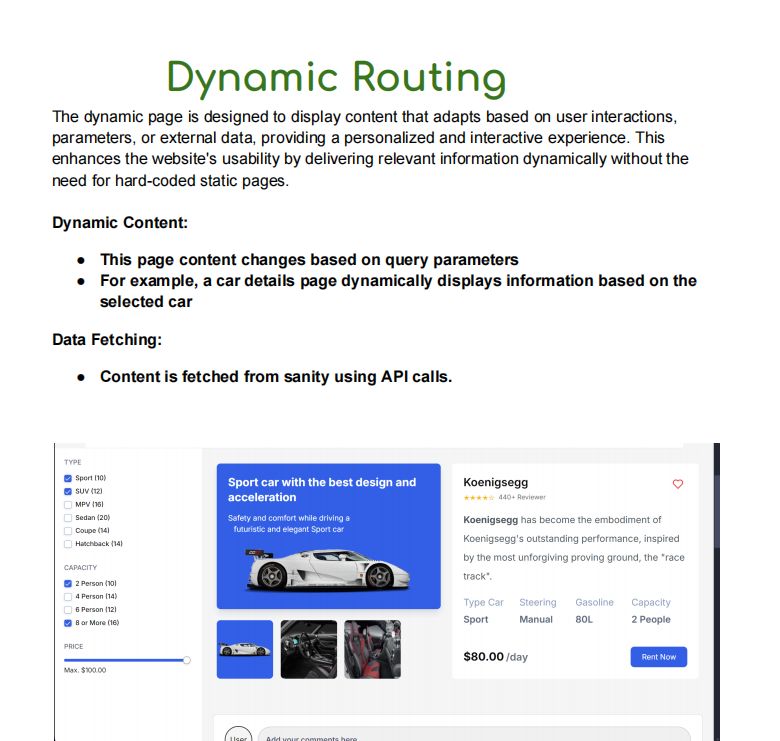 Dynamic Routing
The dynamic page is designed to display content that adapts based on user interactions,
parameters, or external data, providing a personalized and interactive experience. This
enhances the website's usability by delivering relevant information dynamically without the
need for hard-coded static pages.
Dynamic Content:
● This page content changes based on query parameters
● For example, a car details page dynamically displays information based on the
selected car
Data Fetching:
● Content is fetched from sanity using API calls.
TYPE
Sport (10)
SUV (12)
MPV (16)
Sedan (20)
Coupe (14)
Hatchback (14)
CAPACITY
2 Person (10)
4 Person (14)
6 Person (12)
8 or More (16)
PRICE
Max. $100.00
Sport car with the best design and
acceleration
Safety and comfort while driving a
futuristic and elegant Sport car
Koenigsegg
★★★★☆ 440+ Reviewer
Koenigsegg has become the embodiment of
Koenigsegg's outstanding performance, inspired
by the most unforgiving proving ground, the "race
track".
Type Car Steering Gasoline Capacity
Sport Manual 80L 2 People
$80.00 /day
Rent Now
User
Add your comments here